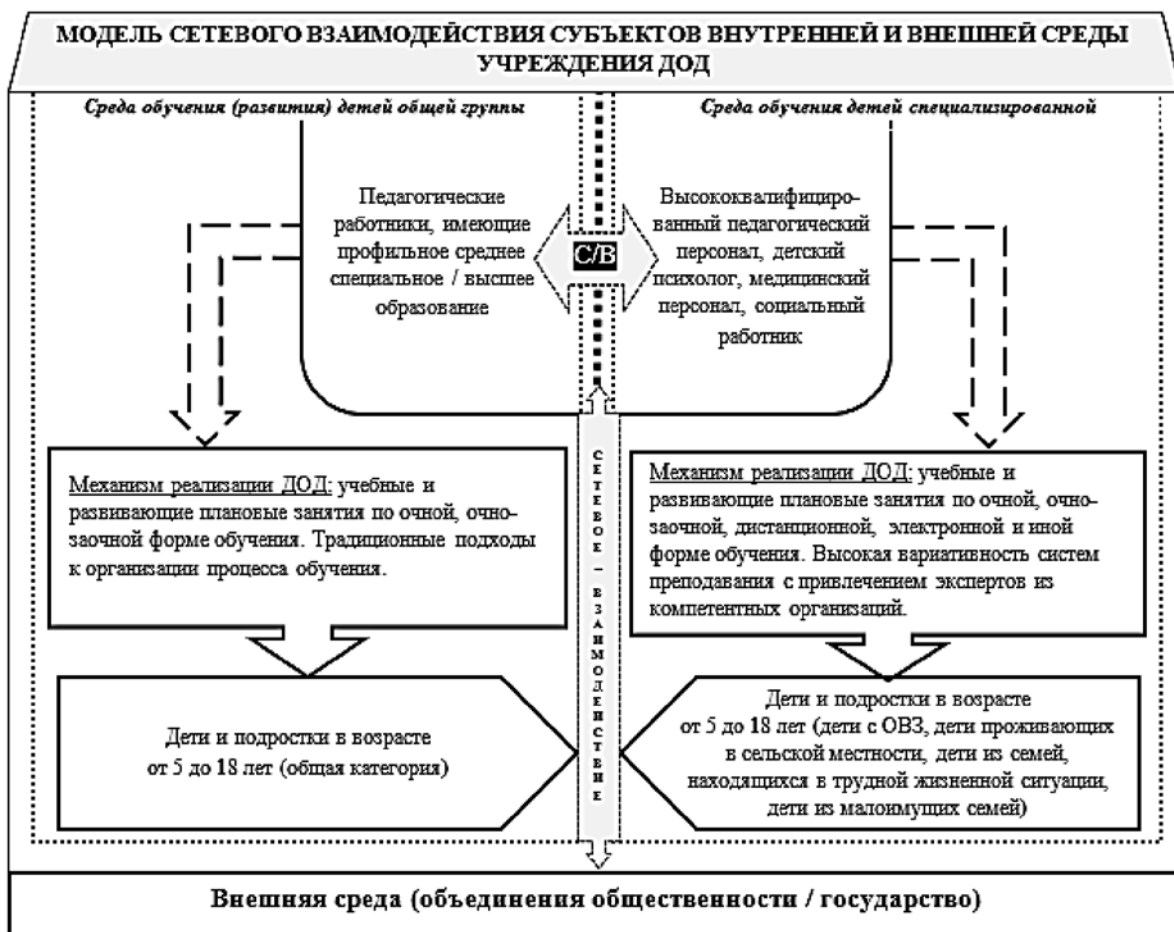 МОДЕЛЬ СЕТЕВОГО ВЗАИМОДЕЙСТВИЯ СУБЪЕКТОВ ВНУТРЕННЕЙ И ВНЕШНЕЙ СРЕДЫ
УЧРЕЖДЕНИЯ ДОД
Среда обучения (развития) детей общей группы
Среда обучения детей специализированной
Педагогические
работники, имеющие
профильное среднее
специальное / высшее
образование
С/В
Высококвалифициро-
ванный педагогический
персонал, детский
психолог, медицинский
персонал, социальный
работник
Механизм реализации ДОД: учебные и
развивающие плановые занятия по очной, очно-
заочной форме обучения. Традиционные подходы
к организации процесса обучения.
СЕТЕВОЕ – ВЗАИМОДЕЙСТВИЕ
Механизм реализации ДОД: учебные и
развивающие плановые занятия по очной, очно-
заочной, дистанционной, электронной и иной
форме обучения. Высокая вариативность систем
преподавания с привлечением экспертов из
компетентных организаций.
Дети и подростки в возрасте
от 5 до 18 лет (общая категория)
Дети и подростки в возрасте
от 5 до 18 лет (дети с ОВЗ, дети проживающих
в сельской местности, дети из семей,
находящихся в трудной жизненной ситуации,
дети из малоимущих семей)
Внешняя среда (объединения общественности / государство)